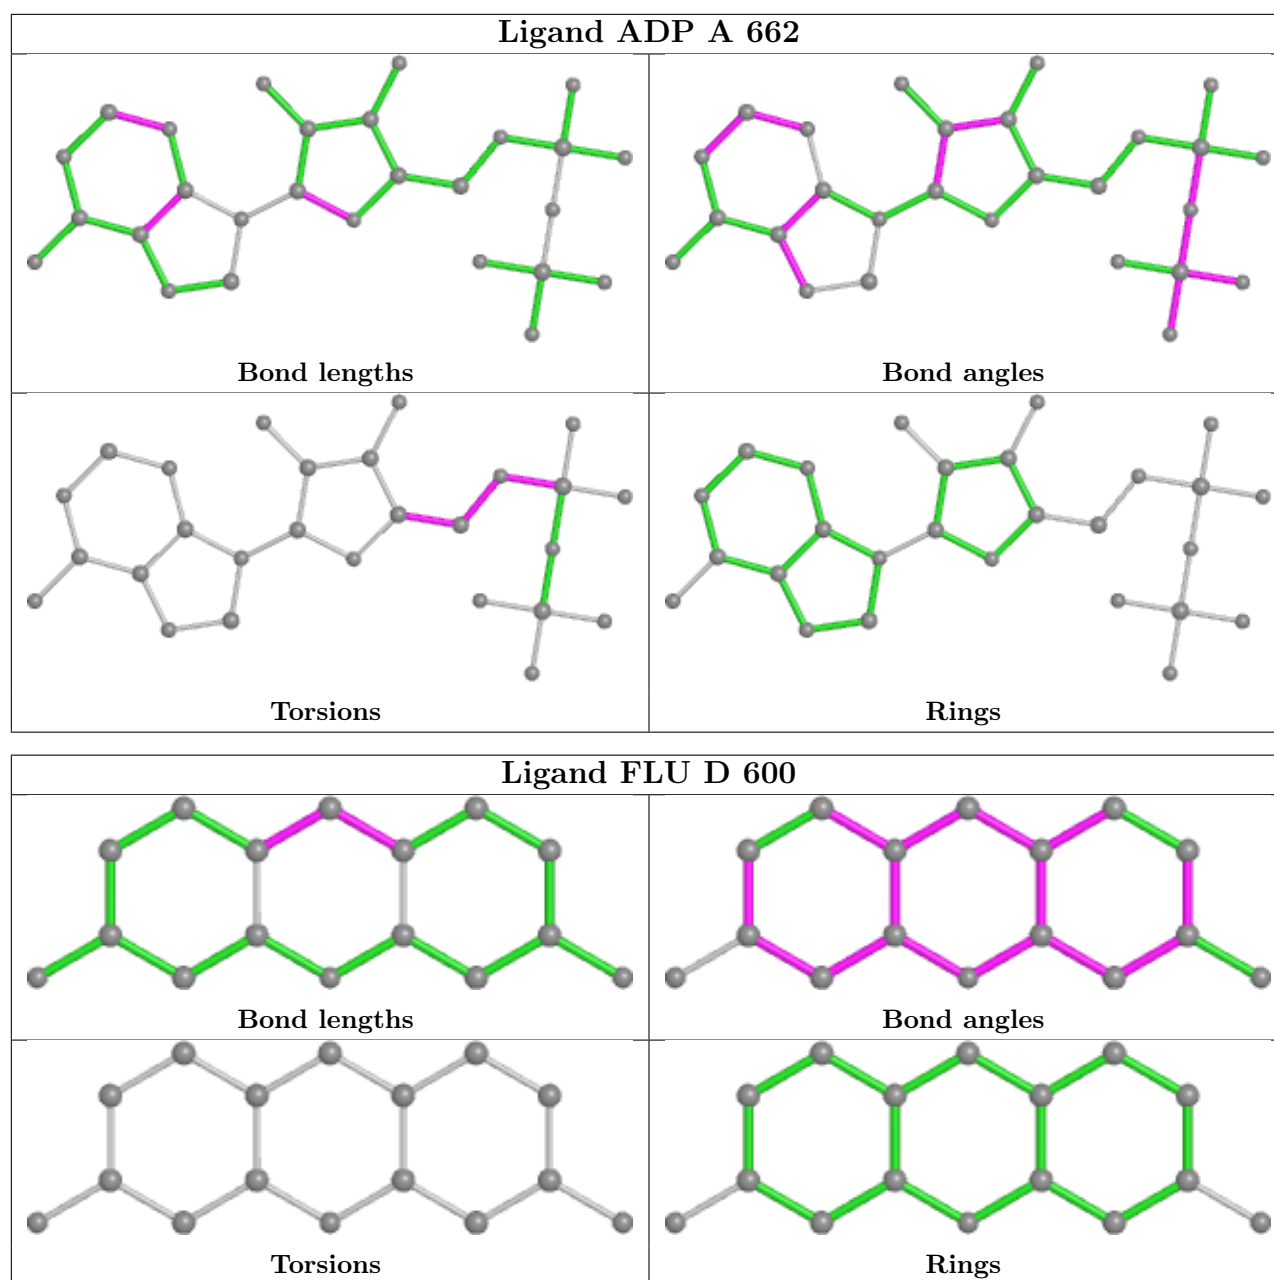 Ligand ADP A 662
Bond lengths
Bond angles
Torsions
Rings
Ligand FLU D 600
Bond lengths
Bond angles
Torsions
Rings